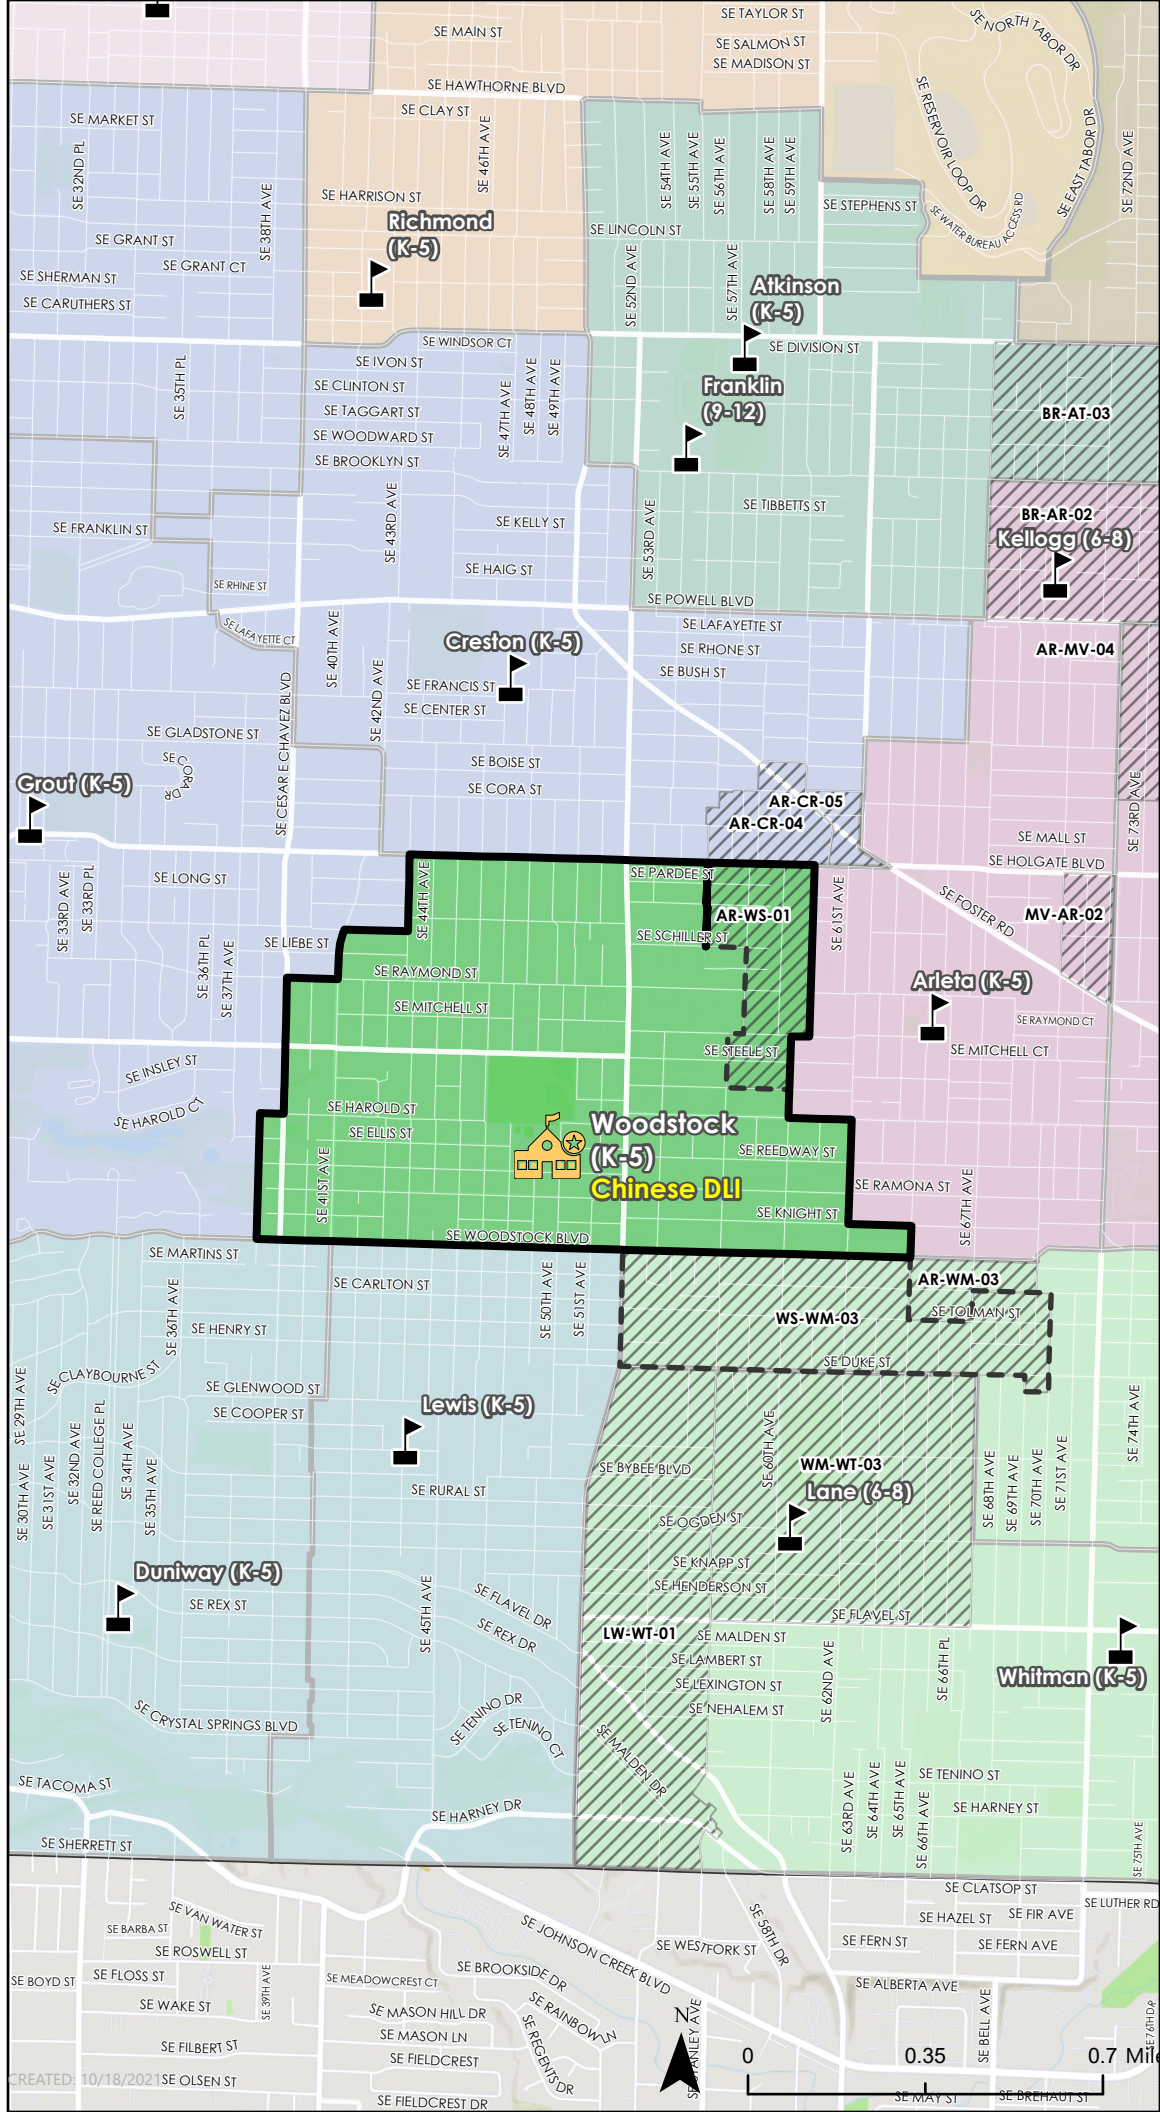 SE TAYLOR ST
SE MAIN ST
SE SALMON ST
SE MADISON ST
SE NORTH TABOR DR
SE HAWTHORNE BLVD
SE CLAY ST
SE MARKET ST
SE 32ND PL
SE 38TH AVE
SE 46TH AVE
SE 54TH AVE
SE 55TH AVE
SE 56TH AVE
SE 58TH AVE
SE 59TH AVE
SE RESERVOIR LOOP DR
SE EAST TABOR DR
SE 72ND AVE
SE HARRISON ST
SE STEPHENS ST
SE WATER BUREAU ACCESS RD
Richmond
(K-5)
SE LINCOLN ST
SE GRANT ST
SE GRANT CT
SE SHERMAN ST
SE CARUTHERS ST
SE 52ND AVE
SE 57TH AVE
Atkinson
(K-5)
SE WINDSOR CT
SE DIVISION ST
SE IVON ST
SE CLINTON ST
SE TAGGART ST
SE WOODWARD ST
SE BROOKLYN ST
SE 35TH PL
SE 47TH AVE
SE 48TH AVE
SE 49TH AVE
Franklin
(9-12)
BR-AT-03
SE TIBBETTS ST
BR-AR-02
Kellogg (6-8)
SE FRANKLIN ST
SE 43RD AVE
SE KELLY ST
SE HAIG ST
SE 53RD AVE
SE RHINE ST
SE POWELL BLVD
SE LAFAYETTE CT
SE LAFAYETTE ST
SE RHONE ST
SE BUSH ST
AR-MV-04
SE 40TH AVE
SE 42ND AVE
Creston (K-5)
SE FRANCIS ST
SE CENTER ST
SE CESAR E CHAVEZ BLVD
SE GLADSTONE ST
SE CORA DR
SE BOISE ST
SE CORA ST
Grout (K-5)
AR-CR-05
AR-CR-04
SE 73RD AVE
SE MALL ST
SE HOLGATE BLVD
SE PARDEE ST
SE LONG ST
SE 33RD AVE
SE 33RD PL
SE 44TH AVE
SE 61ST AVE
SE FOSTER RD
AR-WS-01
MV-AR-02
SE SCHILLER ST
SE LIEBE ST
SE 36TH PL
SE 37TH AVE
SE RAYMOND ST
SE MITCHELL ST
Arleta (K-5)
SE RAYMOND CT
SE MITCHELL CT
SE STEELE ST
SE INSLEY ST
SE HAROLD CT
SE HAROLD ST
SE ELLIS ST
SE 41ST AVE
Woodstock
(K-5)
Chinese DLI
SE REEDWAY ST
SE RAMONA ST
SE KNIGHT ST
SE 67TH AVE
SE WOODSTOCK BLVD
SE MARTINS ST
SE CARLTON ST
SE 36TH AVE
SE HENRY ST
SE 50TH AVE
SE 51ST AVE
AR-WM-03
SE TOLMAN ST
WS-WM-03
SE DUKE ST
SE CLAYBOURNE ST
SE GLENWOOD ST
SE COOPER ST
Lewis (K-5)
SE 29TH AVE
SE 30TH AVE
SE 31ST AVE
SE 32ND AVE
SE REED COLLEGE PL
SE 34TH AVE
SE 35TH AVE
SE RURAL ST
SE BYBEE BLVD
SE 60TH AVE
WM-WT-03
Lane (6-8)
SE 68TH AVE
SE 69TH AVE
SE 70TH AVE
SE 71ST AVE
SE 74TH AVE
SE OGDEN ST
SE KNAPP ST
SE HENDERSON ST
Duniway (K-5)
SE REX ST
SE 45TH AVE
SE FLAVEL DR
SE REX DR
SE FLAVEL ST
LW-WT-01
SE MALDEN ST
SE LAMBERT ST
SE LEXINGTON ST
SE NEHALEM ST
SE 62ND AVE
SE 66TH PL
Whitman (K-5)
SE CRYSTAL SPRINGS BLVD
SE TENINO DR
SE TENINO CT
SE MALDEN DR
SE TACOMA ST
SE HARNEY DR
SE SHERRETT ST
SE 63RD AVE
SE 64TH AVE
SE 65TH AVE
SE 66TH AVE
SE TENINO ST
SE HARNEY ST
SE 75TH AVE
SE CLATSOP ST
SE LUTHER RD
SE HAZEL ST
SE FIR AVE
SE FERN ST
SE FERN AVE
SE VAN WATER ST
SE BARBA ST
SE ROSWELL ST
SE JOHNSON CREEK BLVD
SE WESTFORK ST
SE 58TH DR
SE BOYD ST
SE FLOSS ST
SE 39TH AVE
SE MEADOWCREST CT
SE BROOKSIDE DR
SE ALBERTA AVE
SE WAKE ST
SE MASON HILL DR
SE MASON LN
SE RAINBOW LN
SE REGENTS DR
SE STANLEY AVE
SE BELL AVE
SE 76TH DR
SE FILBERT ST
SE FIELDCREST
SE OLSEN ST
SE FIELDCREST DR
CREATED: 10/18/2021
N
0
0.35
0.7 Mile
SE MAY ST
SE BREHAUT ST